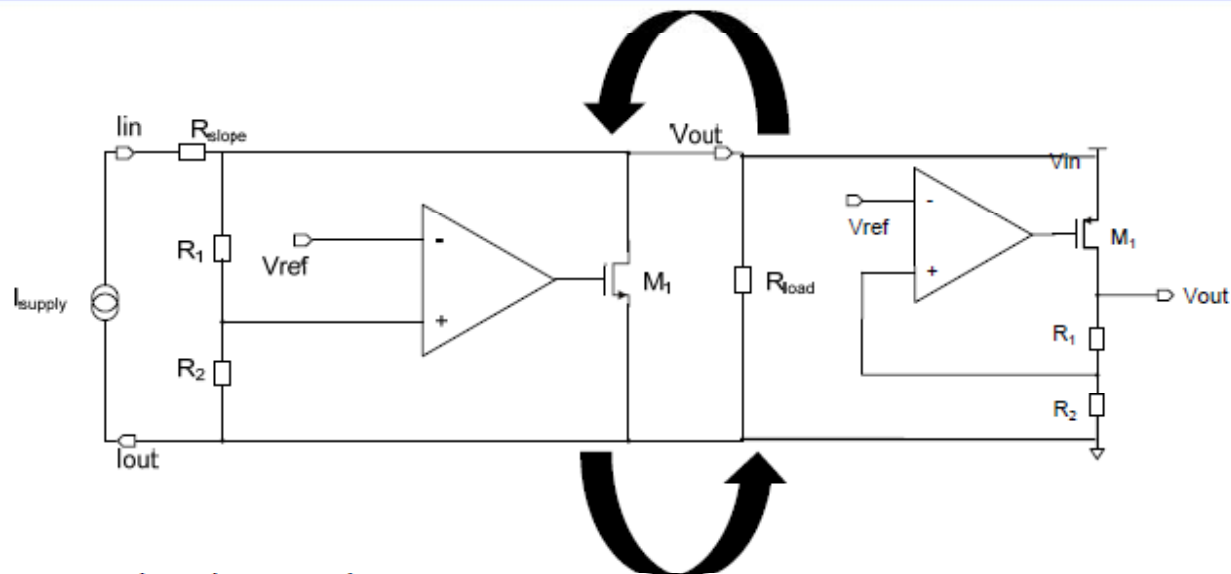 Iin
Rslope
Vout
Vin
R1
Vref
-
+
M1
Isupply
R2
Rload
Iout
Vref
-
+
M1
Vout
R1
R2